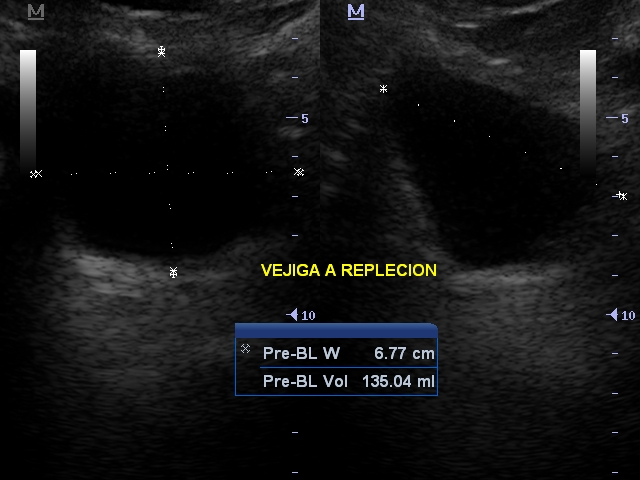 M
M
5
5
VEJIGA A REPLECION
10
10
Pre-BL W 6.77 cm
Pre-BL Vol 135.04 ml